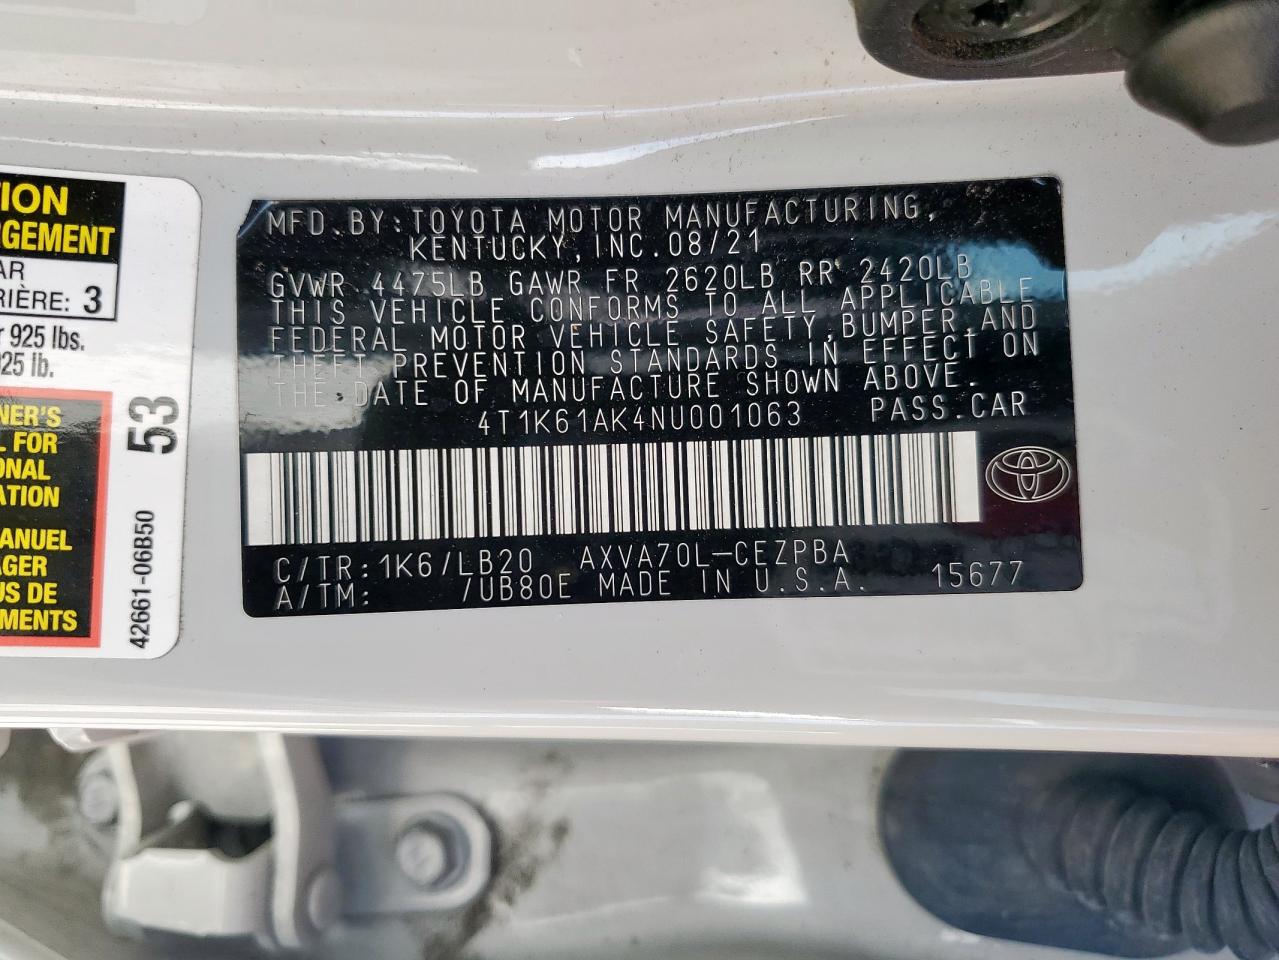 TION
GEMENT
AR
RIÈRE: 3
925 lbs.
25 lb.
NER'S
FOR
ONAL
ATION
ANUEL
AGER
US DE
MENTS
53
42661-06B50
MFD.BY:TOYOTA MOTOR MANUFACTURING,
KENTUCKY,INC.08/21
GVWR 4475LB GAWR FR 2620LB RR 2420LB
THIS VEHICLE CONFORMS TO ALL APPLICABLE
FEDERAL MOTOR VEHICLE SAFETY,BUMPER,AND
THEFT PREVENTION STANDARDS IN EFFECT ON
THE DATE OF MANUFACTURE SHOWN ABOVE.
4T1K61AK4NU001063 PASS.CAR
C/TR:1K6/LB20 AXVA70L-CEZPBA
A/TM: /UB80E MADE IN U.S.A. 15677